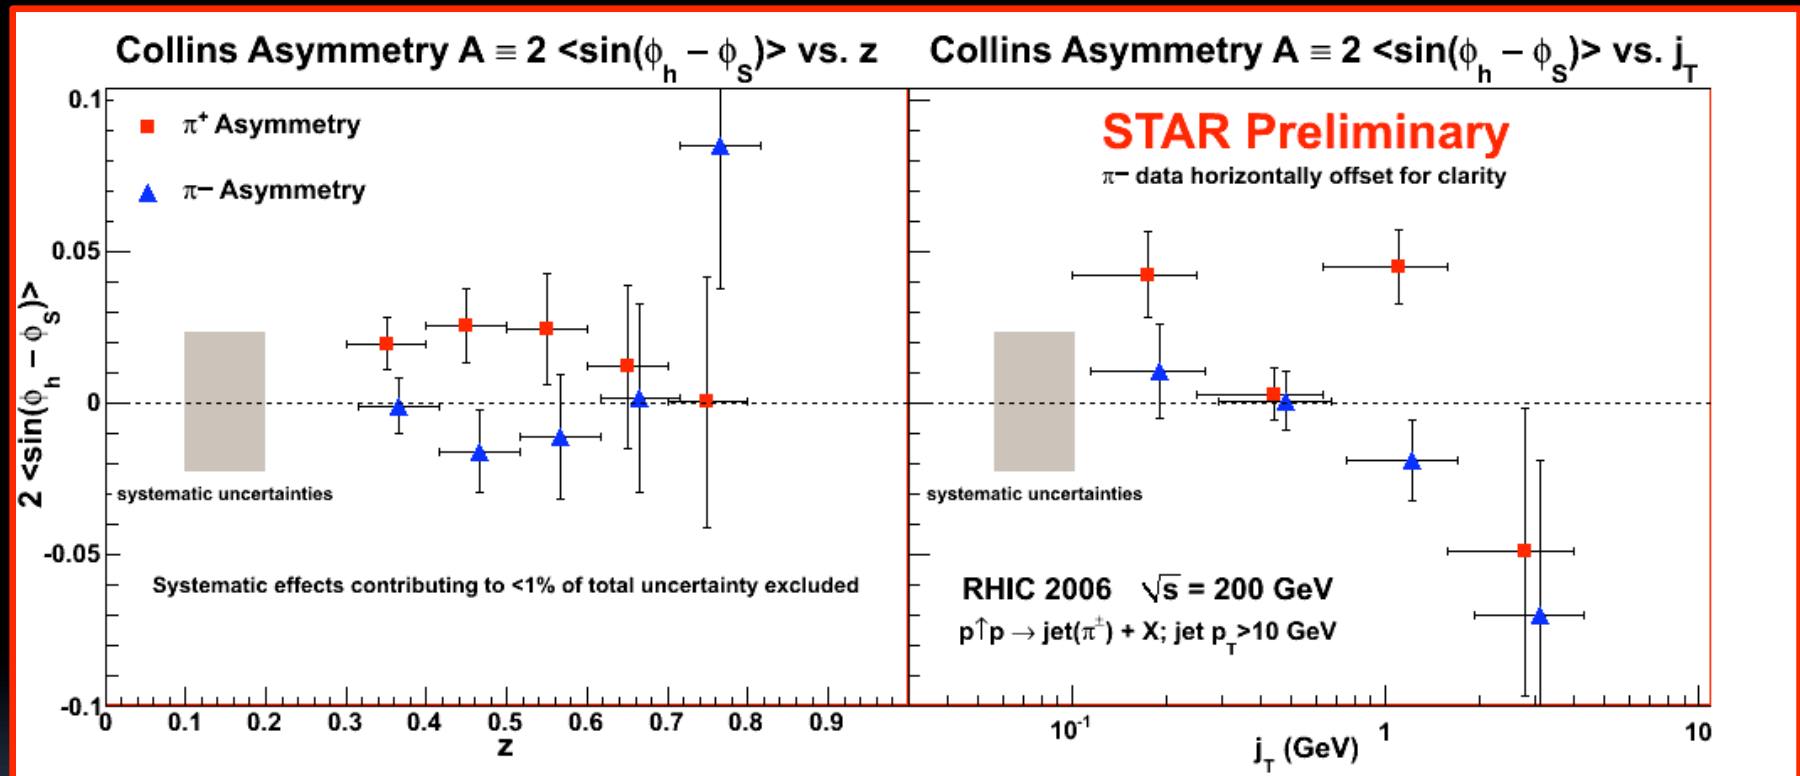 Collins Asymmetry A ≡ 2 <sin(ϕh − ϕS)> vs. z
Collins Asymmetry A ≡ 2 <sin(ϕh − ϕS)> vs. jT
2 <sin(ϕh − ϕS)>
0.1
0.05
0
-0.05
-0.1
π+ Asymmetry
π− Asymmetry
systematic uncertainties
Systematic effects contributing to <1% of total uncertainty excluded
0 0.1 0.2 0.3 0.4 0.5 0.6 0.7 0.8 0.9
z
STAR Preliminary
π− data horizontally offset for clarity
systematic uncertainties
RHIC 2006 √s = 200 GeV
p↑p → jet(π±) + X; jet pT>10 GeV
10-1 1 10
jT (GeV)